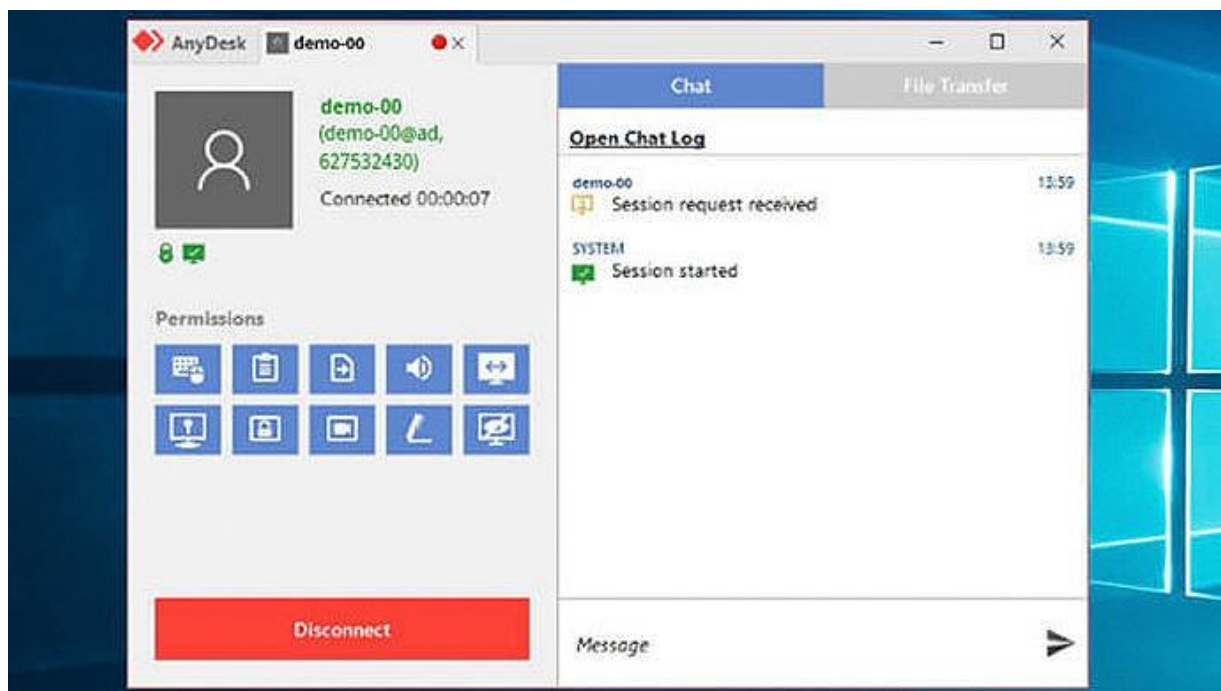 AnyDesk demo-00
demo-00
(demo-00@ad,
627532430)
Connected 00:00:07
Permissions
Disconnect
Chat File Transfer
Open Chat Log
demo-00 13:59
Session request received
SYSTEM 13:59
Session started
Message